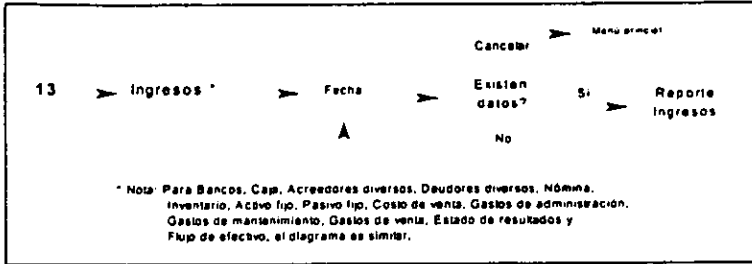 Cancelar
Menú principal
13
Ingresos *
Fecha
Existen
datos?
Si
Reporte
Ingresos
No
* Nota: Para Bancos, Caja, Acreedores diversos, Deudores diversos, Nómina,
Inventario, Activo fijo, Pasivo fijo, Costo de venta, Gastos de administración,
Gastos de mantenimiento, Gastos de venta, Estado de resultados y
Flujo de efectivo, el diagrama es similar.